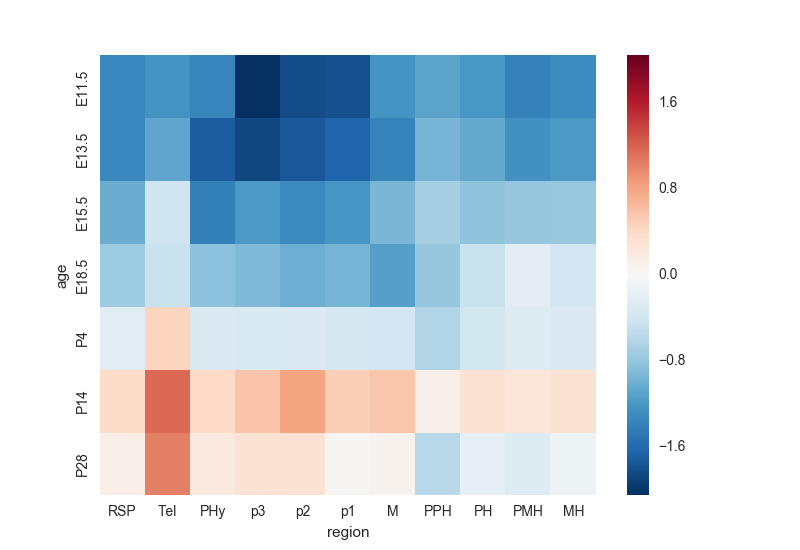 age
E11.5
E13.5
E15.5
E18.5
P4
P14
P28
RSP Tel PHy p3 p2 p1 M PPH PH PMH MH
region
1.6
0.8
0.0
−0.8
−1.6